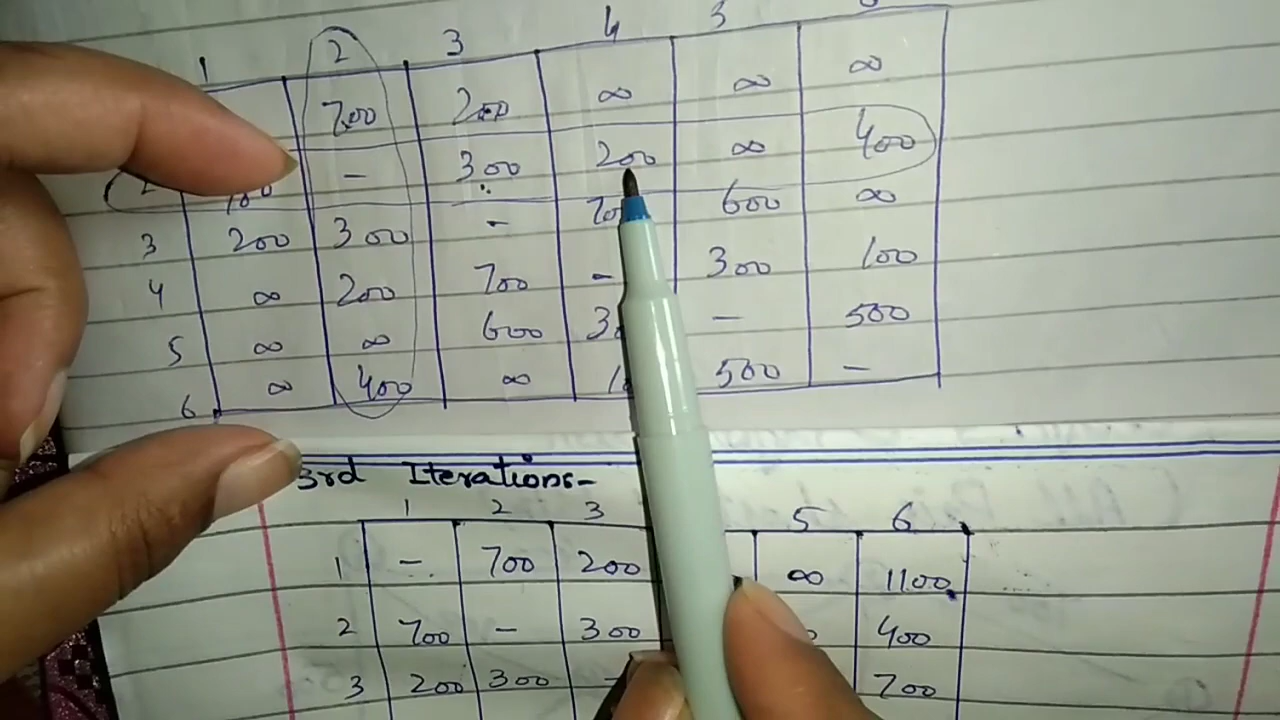 1 2 3 4 5
700 200 ∞ ∞ ∞
2 - 300 200 ∞ 400
3 200 300 - 600 ∞
4 ∞ 200 700 - 300 100
5 ∞ ∞ 600 - 500
6 ∞ 400 ∞ 500 -
3rd Iterations-
1 2 3 5 6
1 - 700 200 ∞ 1100
2 700 - 300 400
3 200 300 700